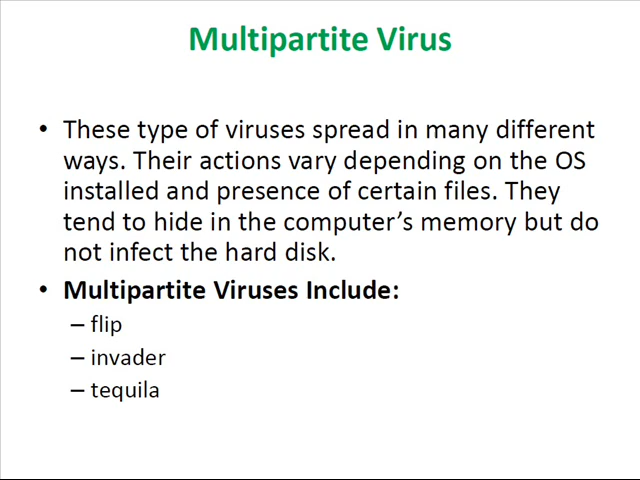 Multipartite Virus
• These type of viruses spread in many different
ways. Their actions vary depending on the OS
installed and presence of certain files. They
tend to hide in the computer’s memory but do
not infect the hard disk.
• Multipartite Viruses Include:
– flip
– invader
– tequila